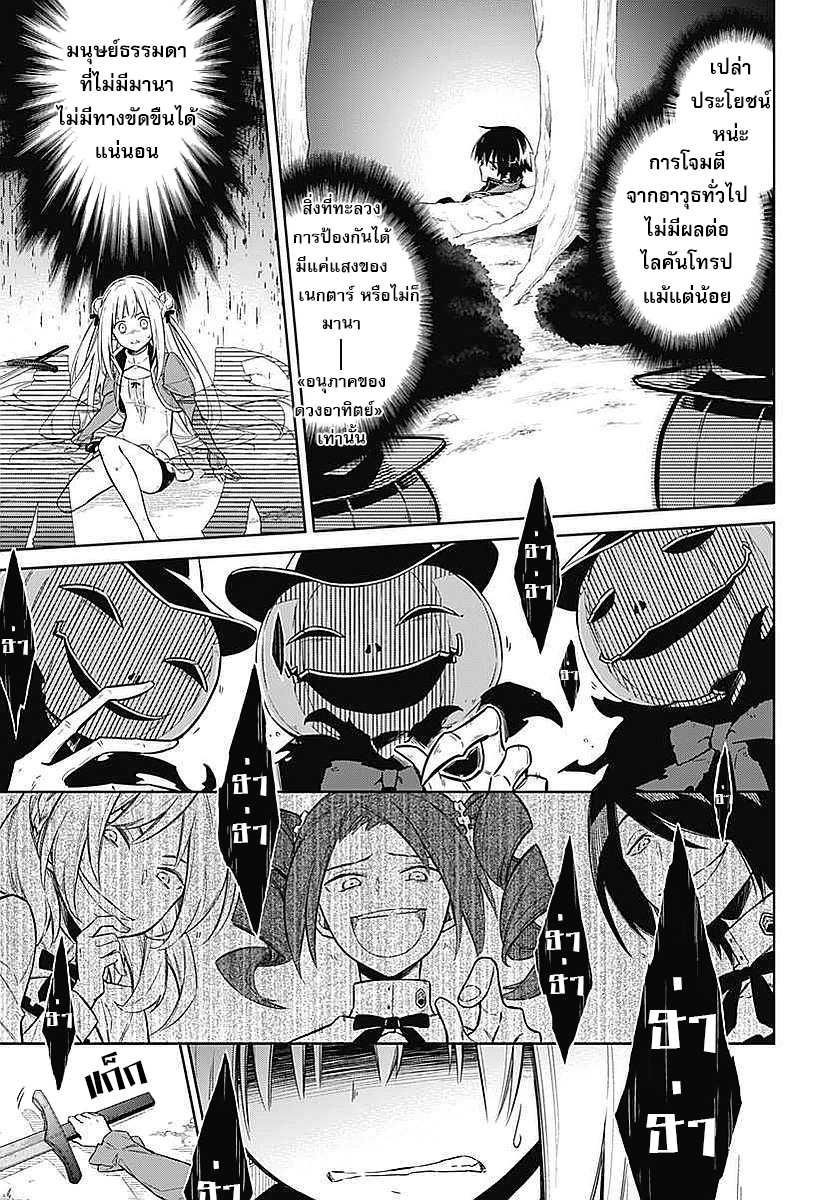 เปล่า
ประโยชน์
หน่ะ
การโจมตี
จากอาวุธทั่วไป
ไม่มีผลต่อ
ไลคันโทรป
แม้แต่น้อย
สิ่งที่ทะลวง
การป้องกันได้
มีแค่แสงของ
เนกตาร์ หรือไม่ก็
มานา
«อนุภาคของ
ดวงอาทิตย์»
เท่านั้น
มนุษย์ธรรมดา
ที่ไม่มีมานา
ไม่มีทางขัดขืนได้
แน่นอน
ฮ่า
ฮ่า
ฮ่า
ฮ่า
ฮ่า
ฮ่า
ฮ่า
ฮ่า
ฮ่า
ฮ่า
ฮ่า
ฮ่า
แก็ก
ฮ่า